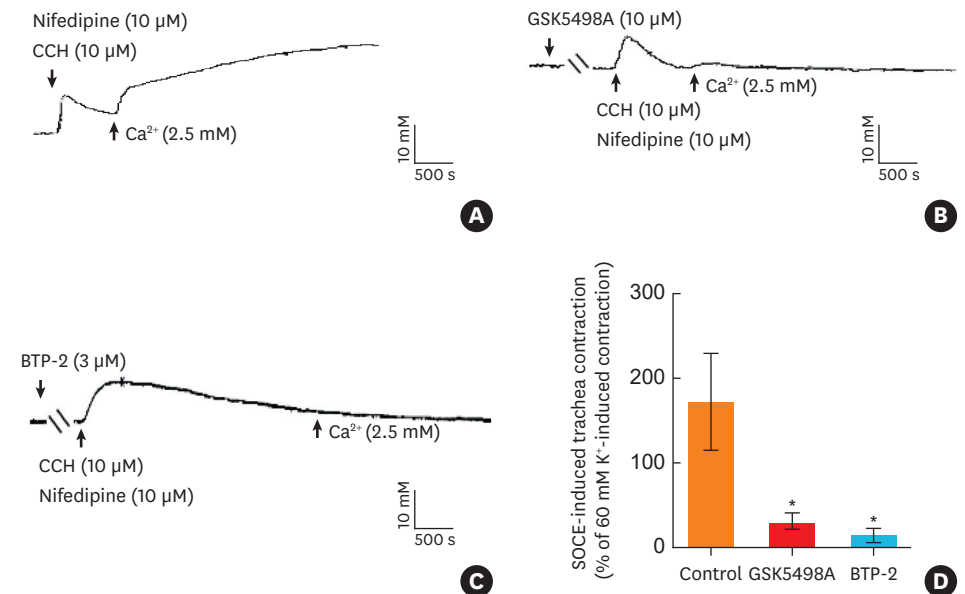 Nifedipine (10 µM)
CCH (10 µM)
Ca²⁺ (2.5 mM)
10 mM
500 s
A
GSK5498A (10 µM)
Ca²⁺ (2.5 mM)
CCH (10 µM)
Nifedipine (10 µM)
10 mM
500 s
B
BTP-2 (3 µM)
Ca²⁺ (2.5 mM)
CCH (10 µM)
Nifedipine (10 µM)
10 mM
500 s
C
SOCE-induced trachea contraction
(% of 60 mM K⁺-induced contraction)
300
200
100
0
* *
Control GSK5498A BTP-2
D